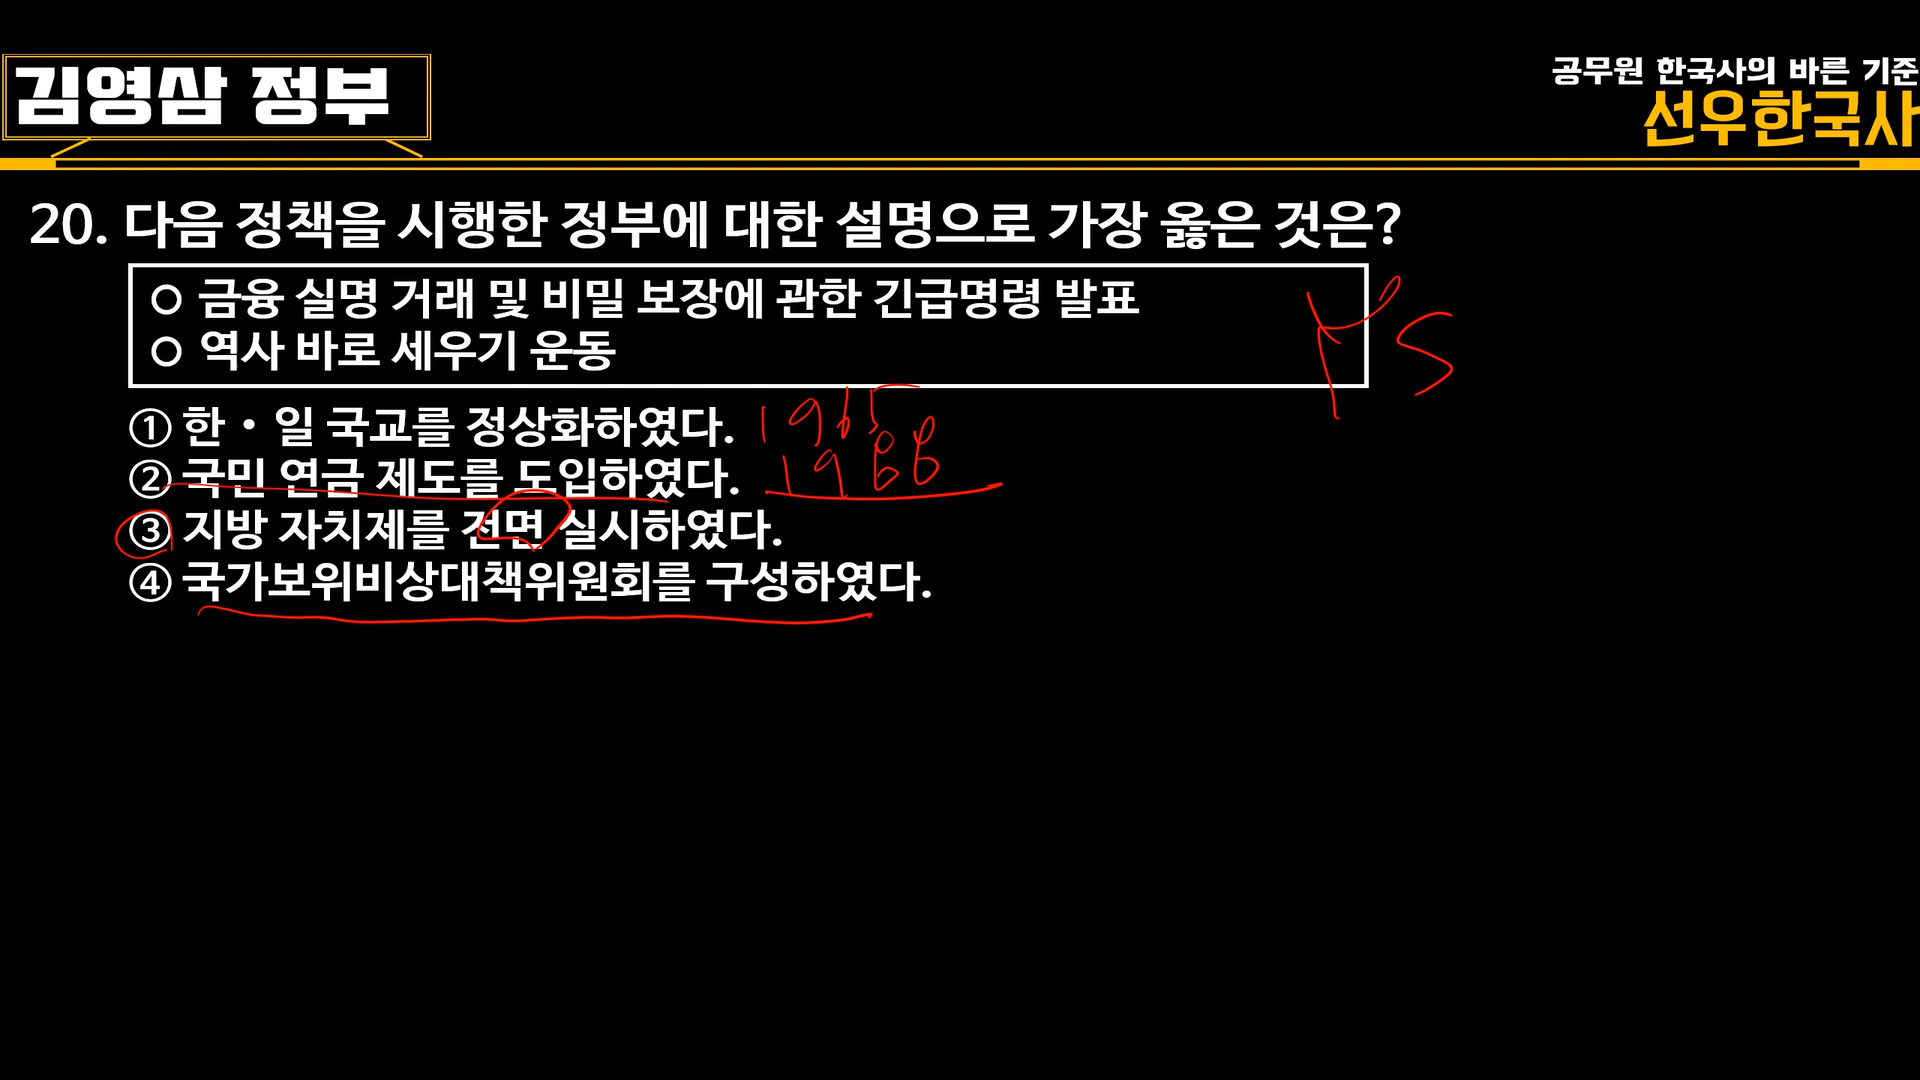 김영삼 정부
공무원 한국사의 바른 기준
선우한국사
20. 다음 정책을 시행한 정부에 대한 설명으로 가장 옳은 것은?
○ 금융 실명 거래 및 비밀 보장에 관한 긴급명령 발표
○ 역사 바로 세우기 운동
YS
① 한·일 국교를 정상화하였다. 1965
② 국민 연금 제도를 도입하였다. 1988
③ 지방 자치제를 전면 실시하였다.
④ 국가보위비상대책위원회를 구성하였다.